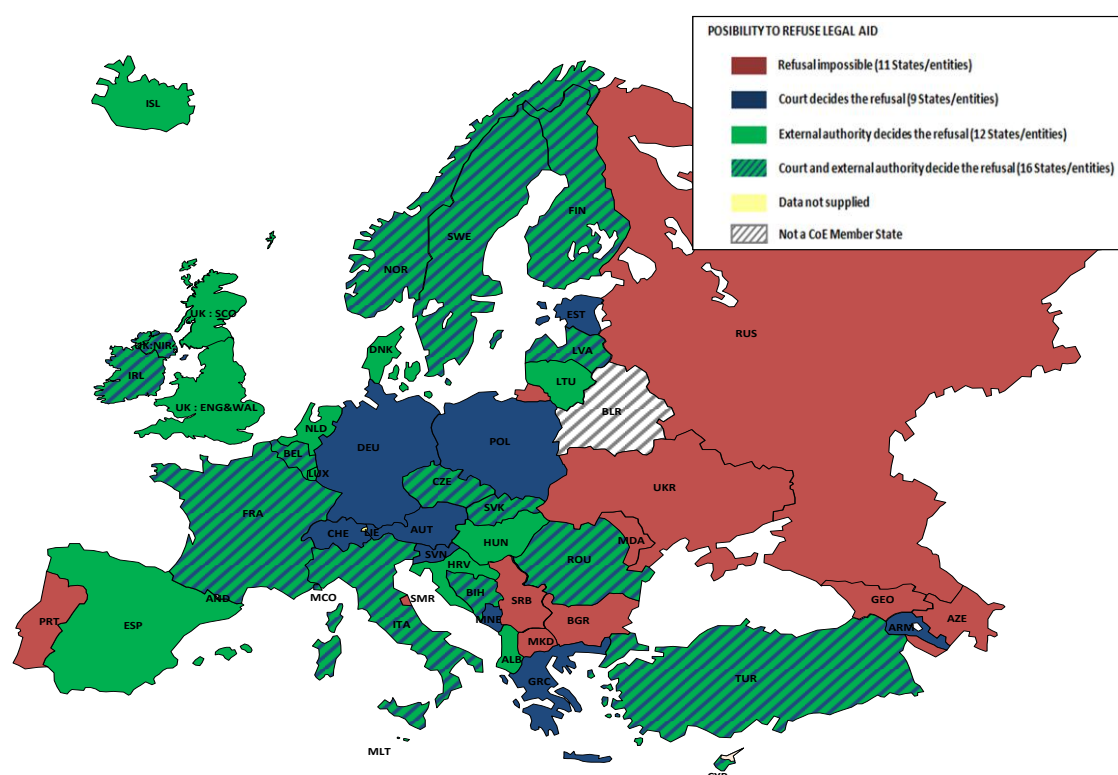 POSIBILITY TO REFUSE LEGAL AID
Refusal impossible (11 States/entities)
Court decides the refusal (9 States/entities)
External authority decides the refusal (12 States/entities)
Court and external authority decide the refusal (16 States/entities)
Data not supplied
Not a CoE Member State
ISL
FIN
SWE
NOR
UK : SCO
EST
RUS
UK:NIR
DNK
LVA
IRL
LTU
UK : ENG&WAL
BLR
NLD
DEU
POL
BEL
LUX
CZE
UKR
FRA
SVK
CHE
LIE
AUT
HUN
MDA
SVN
ROU
HRV
BIH
AND
MCO
SMR
SRB
GEO
PRT
ESP
ITA
MNE
BGR
AZE
ARM
MKD
ALB
GRC
TUR
MLT